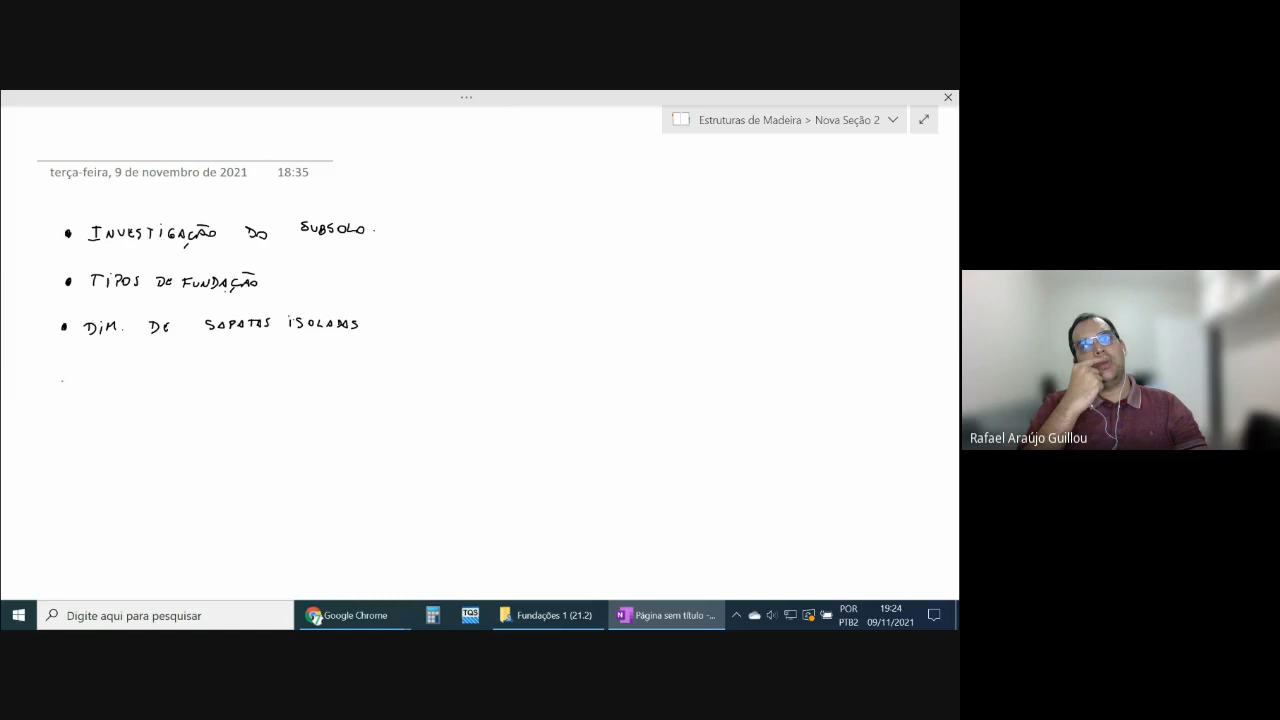 Estruturas de Madeira > Nova Seção 2
terça-feira, 9 de novembro de 2021 18:35
• INVESTIGAÇÃO DO SUBSOLO.
• TIPOS DE FUNDAÇÃO
• DIM. DE SAPATAS ISOLADAS
Rafael Araújo Guillou
Digite aqui para pesquisar
Google Chrome
TQS
Fundações 1 (21.2)
N
Página sem título -...
POR
PTB2
19:24
09/11/2021